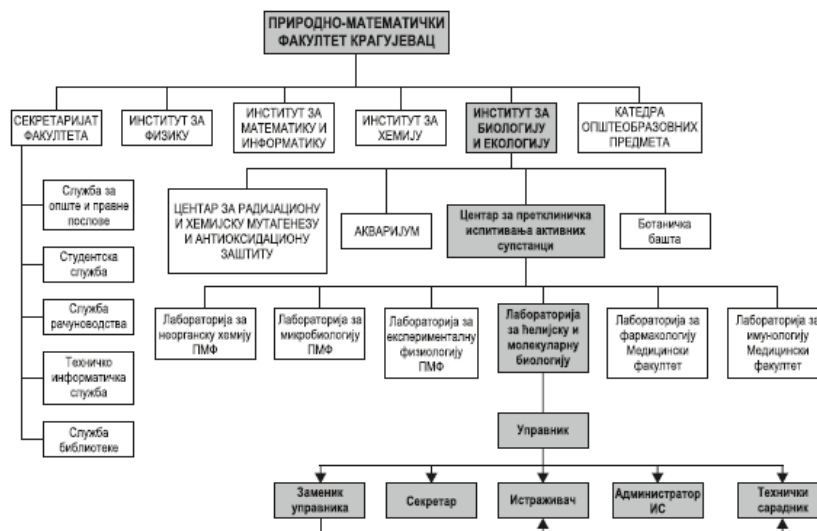 ПРИРОДНО-МАТЕМАТИЧКИ
ФАКУЛТЕТ КРАГУЈЕВАЦ
СЕКРЕТАРИЈАТ
ФАКУЛТЕТА
ИНСТИТУТ ЗА
ФИЗИКУ
ИНСТИТУТ ЗА
МАТЕМАТИКУ И
ИНФОРМАТИКУ
ИНСТИТУТ ЗА
ХЕМИЈУ
ИНСТИТУТ ЗА
БИОЛОГИЈУ
И ЕКОЛОГИЈУ
КАТЕДРА
ОПШТЕОБРАЗОВНИХ
ПРЕДМЕТА
Служба за
опште и правне
послове
Студентска
служба
Служба
рачуноводства
Техничко
информатичка
служба
Служба
библиотеке
ЦЕНТАР ЗА РАДИЈАЦИОНУ
И ХЕМИЈСКУ МУТАГЕНЕЗУ
И АНТИОКСИДАЦИОНУ
ЗАШТИТУ
АКВАРИЈУМ
Центар за претклиничка
испитивања активних
супстанци
Ботаничка
башта
Лабораторија за
неорганску хемију
ПМФ
Лабораторија за
микробиологију
ПМФ
Лабораторија за
експерименталну
физиологију
ПМФ
Лабораторија
за ћелијску и
молекуларну
биологију
Лабораторија за
фармакологију
Медицински
факултет
Лабораторија за
имунологију
Медицински
факултет
Управник
Заменик
управника
Секретар
Истраживач
Администратор
ИС
Технички
сарадник